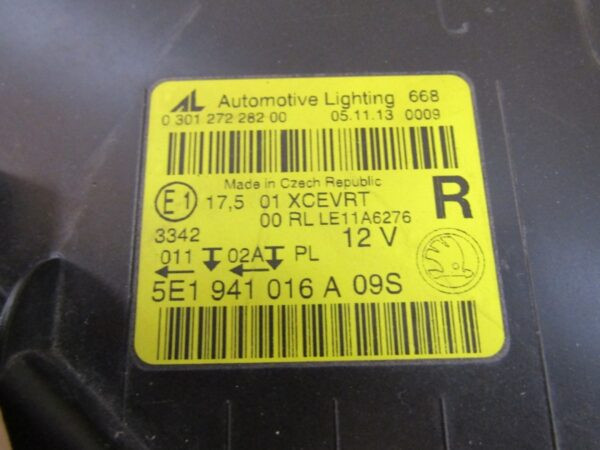 AL Automotive Lighting 668
0 301 272 282 00 05.11.13 0009
Made in Czech Republic
E1 17,5 01 XCEVRT R
00 RL LE11A6276
3342 12 V
011 02A PL
5E1 941 016 A 09S